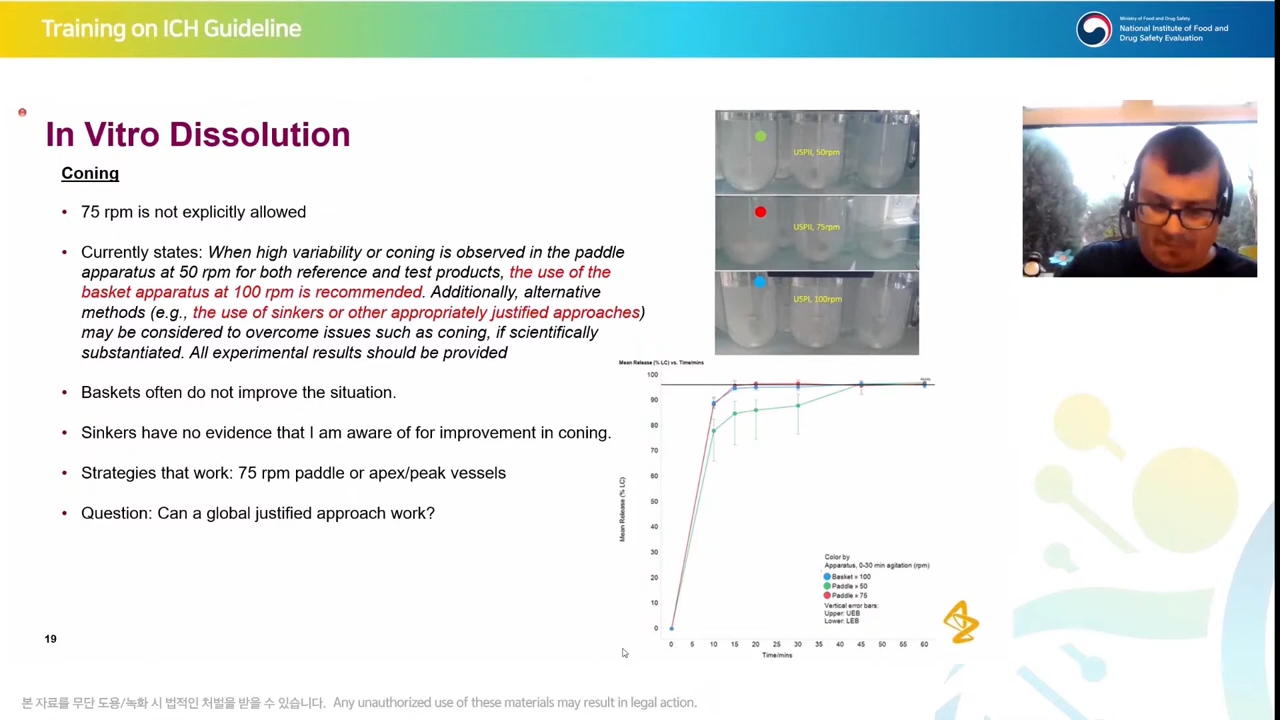 Training on ICH Guideline
Ministry of Food and Drug Safety
National Institute of Food and
Drug Safety Evaluation
In Vitro Dissolution
Coning
• 75 rpm is not explicitly allowed
• Currently states: When high variability or coning is observed in the paddle
apparatus at 50 rpm for both reference and test products, the use of the
basket apparatus at 100 rpm is recommended. Additionally, alternative
methods (e.g., the use of sinkers or other appropriately justified approaches)
may be considered to overcome issues such as coning, if scientifically
substantiated. All experimental results should be provided
• Baskets often do not improve the situation.
• Sinkers have no evidence that I am aware of for improvement in coning.
• Strategies that work: 75 rpm paddle or apex/peak vessels
• Question: Can a global justified approach work?
19
USPII, 50rpm
USPII, 75rpm
USPI, 100rpm
Mean Release (% LC) vs. Time/mins
Mean Release (% LC)
100
90
80
70
60
50
40
30
20
10
0
0 5 10 15 20 25 30 35 40 45 50 55 60
Time/mins
Color by
Apparatus, 0-30 min agitation (rpm)
Basket » 100
Paddle » 50
Paddle » 75
Vertical error bars:
Upper: UEB
Lower: LEB
본 자료를 무단 도용/녹화 시 법적인 처벌을 받을 수 있습니다. Any unauthorized use of these materials may result in legal action.